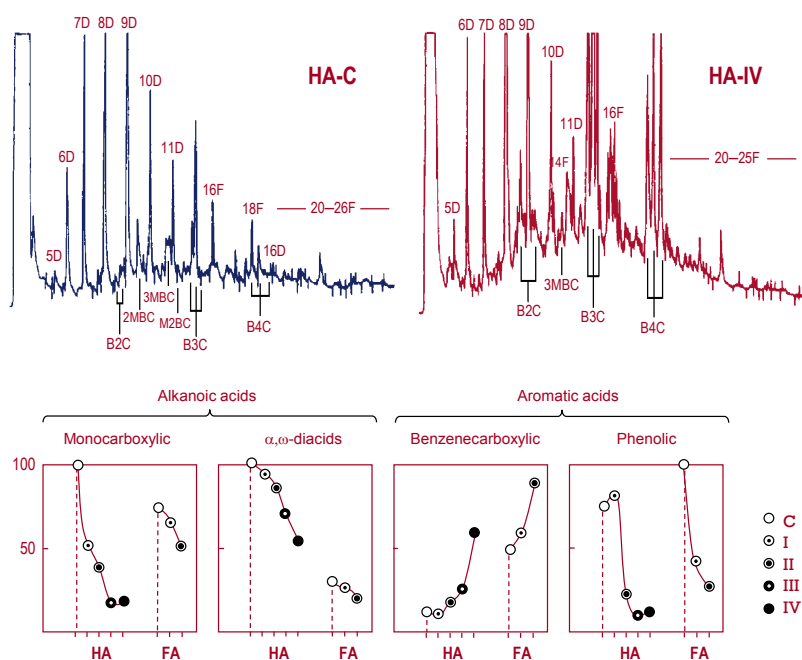 HA-C
5D
6D
7D
8D
9D
10D
11D
16F
18F
16D
20–26F
B2C
2MBC
3MBC
M2BC
B3C
B4C
HA-IV
5D
6D
7D
8D
9D
10D
14F
11D
16F
20–25F
B2C
3MBC
B3C
B4C
Alkanoic acids
Aromatic acids
Monocarboxylic
α,ω-diacids
Benzenecarboxylic
Phenolic
100
50
HA
FA
HA
FA
HA
FA
HA
FA
C
I
II
III
IV